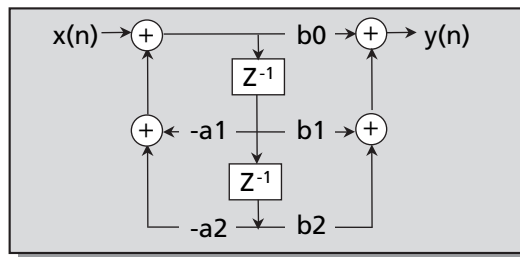 x(n) + b0 + y(n)
Z-1
+ -a1 b1 +
Z-1
-a2 b2